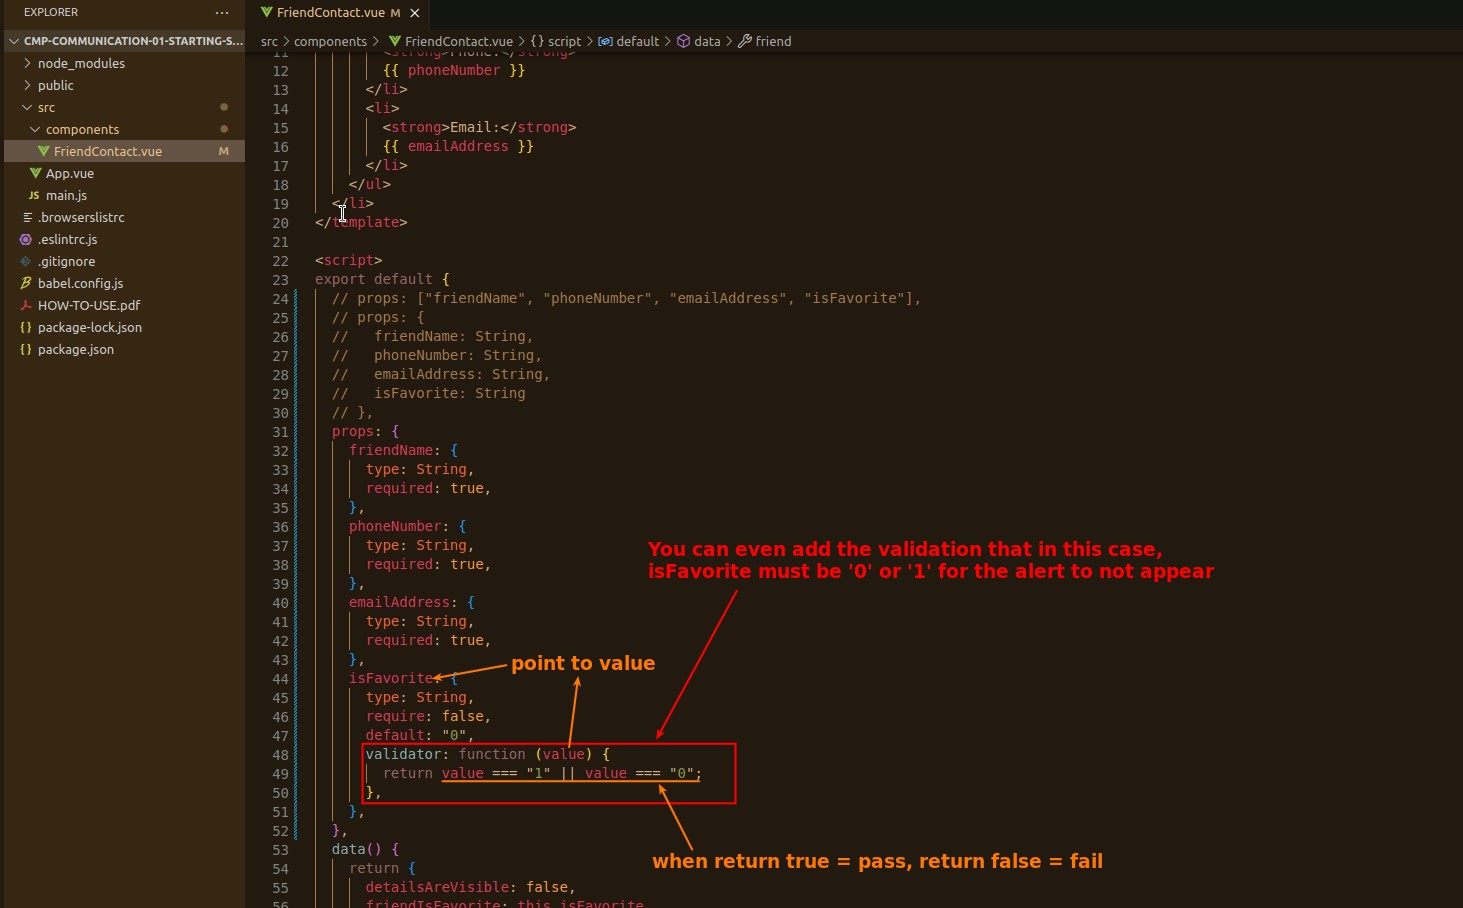 EXPLORER ···
FriendContact.vue M ×
CMP-COMMUNICATION-01-STARTING-S...
src > components > FriendContact.vue > {} script > default > data > friend
node_modules
public
src
components
FriendContact.vue M
App.vue
JS main.js
.browserslistrc
.eslintrc.js
.gitignore
babel.config.js
HOW-TO-USE.pdf
{} package-lock.json
{} package.json
11 <strong>Phone:</strong>
12 {{ phoneNumber }}
13 </li>
14 <li>
15 <strong>Email:</strong>
16 {{ emailAddress }}
17 </li>
18 </ul>
19 </li>
20 </template>
21
22 <script>
23 export default {
24 // props: ["friendName", "phoneNumber", "emailAddress", "isFavorite"],
25 // props: {
26 //   friendName: String,
27 //   phoneNumber: String,
28 //   emailAddress: String,
29 //   isFavorite: String
30 // },
31 props: {
32 friendName: {
33 type: String,
34 required: true,
35 },
36 phoneNumber: {
37 type: String,
38 required: true,
39 },
40 emailAddress: {
41 type: String,
42 required: true,
43 },
44 isFavorite: {
45 type: String,
46 require: false,
47 default: "0",
48 validator: function (value) {
49 return value === "1" || value === "0";
50 },
51 },
52 },
53 data() {
54 return {
55 detailsAreVisible: false,
56 friendIsFavorite: this.isFavorite
You can even add the validation that in this case,
isFavorite must be '0' or '1' for the alert to not appear
point to value
when return true = pass, return false = fail